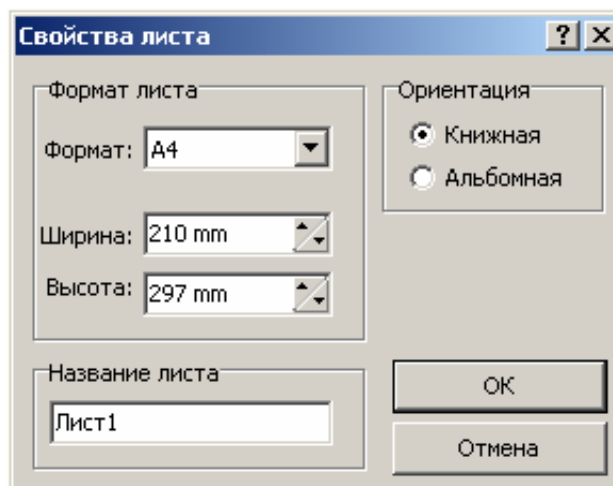 Свойства листа
Формат листа
Формат: A4
Ширина: 210 mm
Высота: 297 mm
Ориентация
Книжная
Альбомная
Название листа
Лист1
OK
Отмена